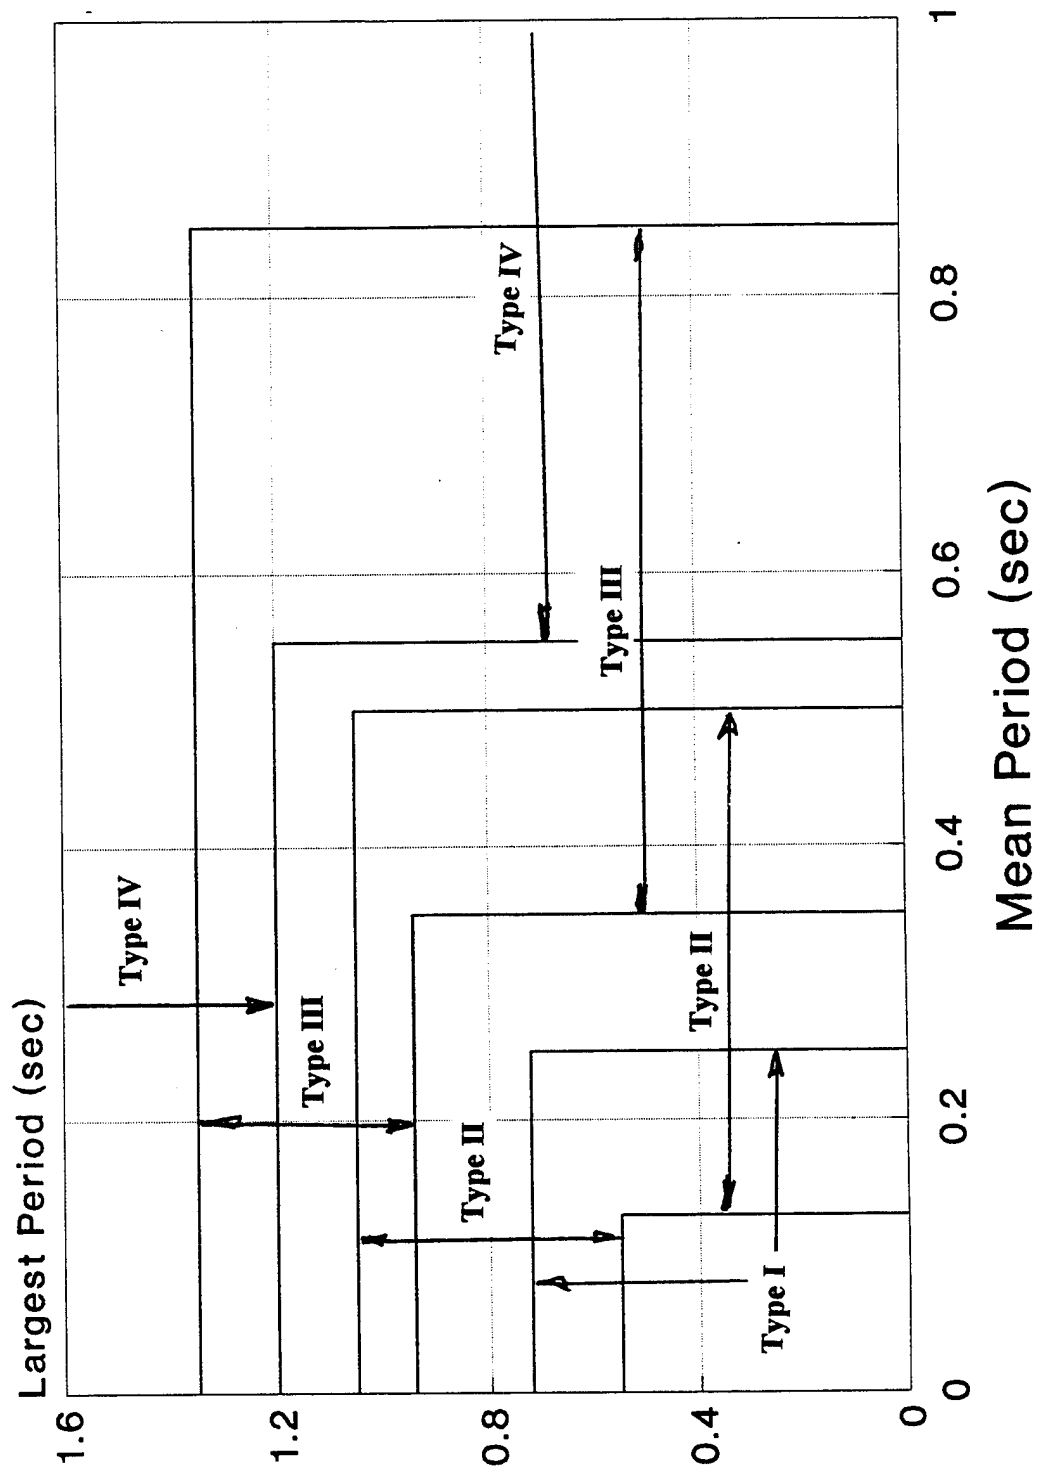 Largest Period (sec)
1.6
1.2
0.8
0.4
0
Type IV
Type III
Type II
Type I
Type II
Type III
Type IV
0
0.2
0.4
0.6
0.8
1
Mean Period (sec)